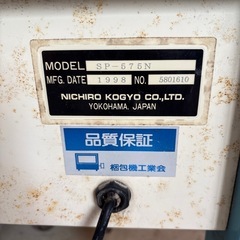 MODEL SP-575N
MFG. DATE 1998 NO. 5801610
NICHIRO KOGYO CO.,LTD.
YOKOHAMA, JAPAN
品質保証
梱包機工業会